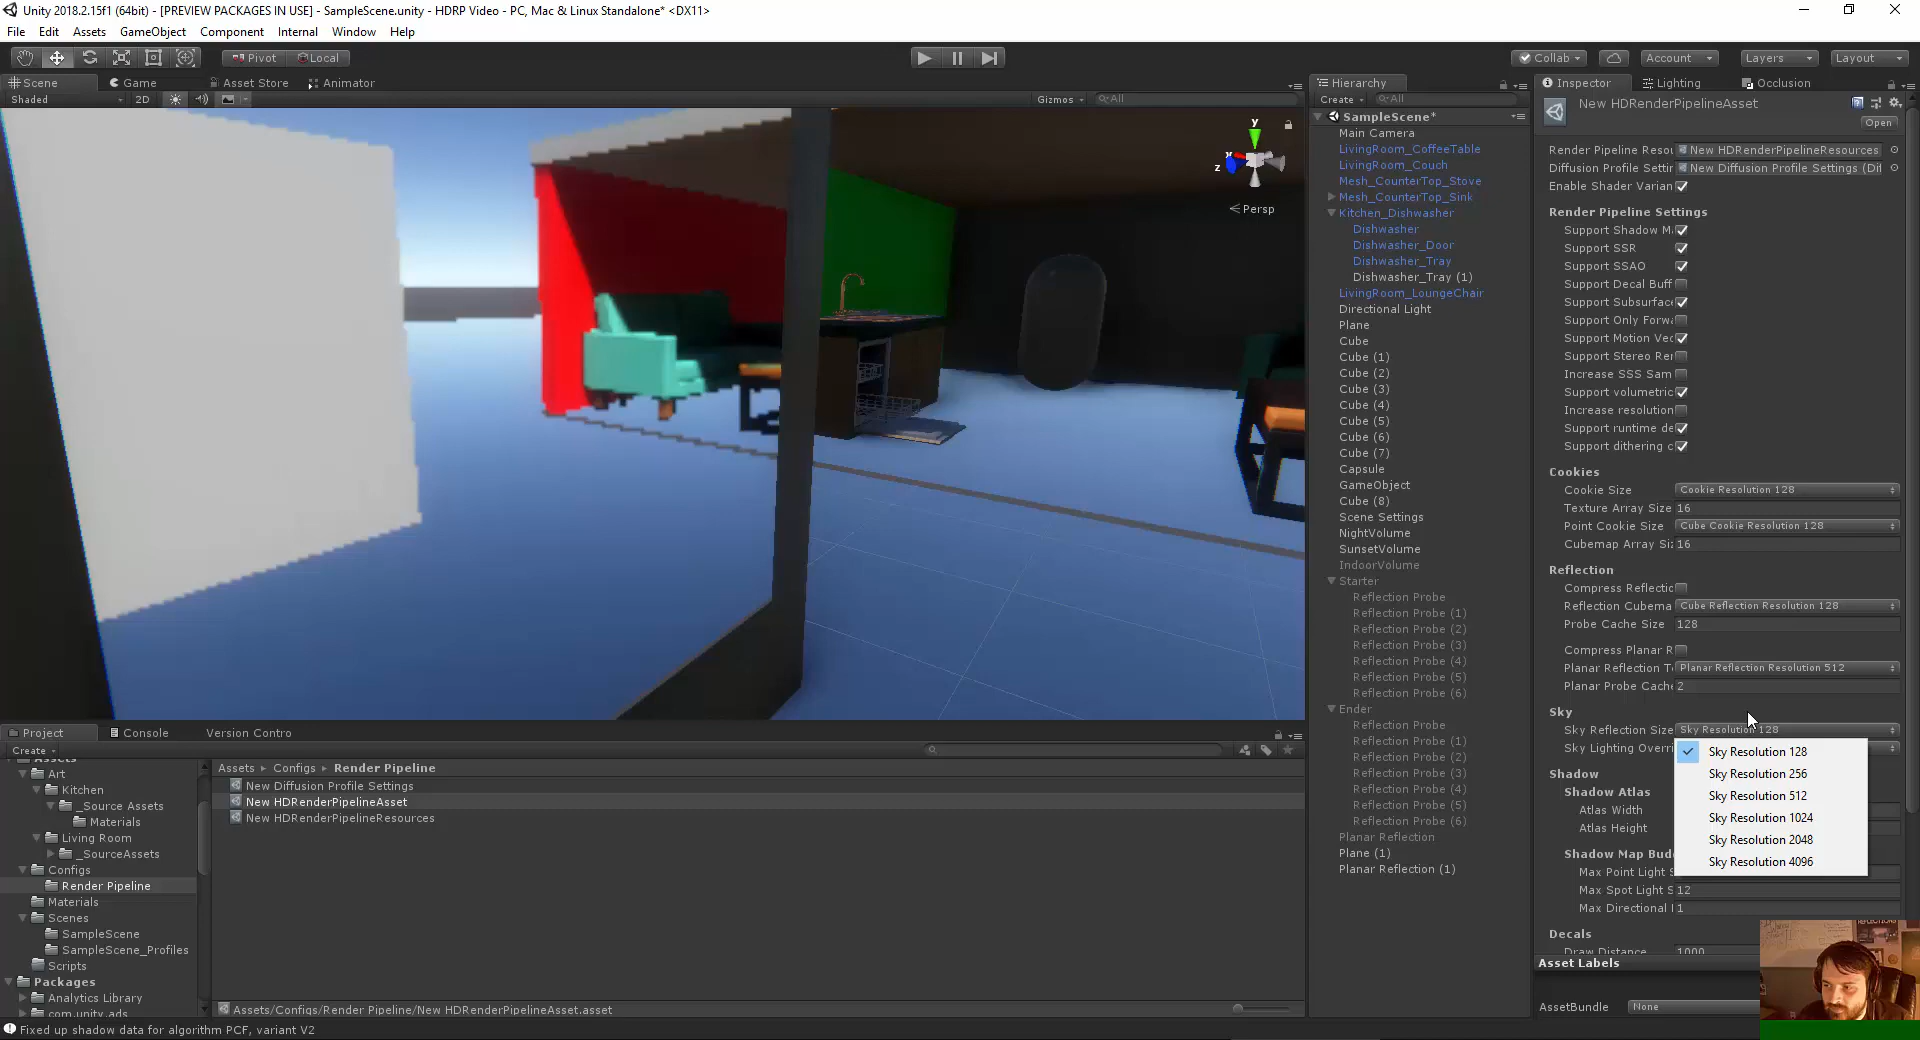 Unity 2018.2.15f1 (64bit) - [PREVIEW PACKAGES IN USE] - SampleScene.unity - HDRP Video - PC, Mac & Linux Standalone* <DX11>
File Edit Assets GameObject Component Internal Window Help
Pivot Local Collab Account Layers Layout
Scene Game Asset Store Animator
Shaded 2D Gizmos All
y
z
Persp
Hierarchy
Create All
SampleScene*
Main Camera
LivingRoom_CoffeeTable
LivingRoom_Couch
Mesh_CounterTop_Stove
Mesh_CounterTop_Sink
Kitchen_Dishwasher
Dishwasher
Dishwasher_Door
Dishwasher_Tray
Dishwasher_Tray (1)
LivingRoom_LoungeChair
Directional Light
Plane
Cube
Cube (1)
Cube (2)
Cube (3)
Cube (4)
Cube (5)
Cube (6)
Cube (7)
Capsule
GameObject
Cube (8)
Scene Settings
NightVolume
SunsetVolume
IndoorVolume
Starter
Reflection Probe
Reflection Probe (1)
Reflection Probe (2)
Reflection Probe (3)
Reflection Probe (4)
Reflection Probe (5)
Reflection Probe (6)
Ender
Reflection Probe
Reflection Probe (1)
Reflection Probe (2)
Reflection Probe (3)
Reflection Probe (4)
Reflection Probe (5)
Reflection Probe (6)
Planar Reflection
Plane (1)
Planar Reflection (1)
Inspector Lighting Occlusion
New HDRenderPipelineAsset
Open
Render Pipeline Resou New HDRenderPipelineResources
Diffusion Profile Settir New Diffusion Profile Settings (Dif
Enable Shader Varian
Render Pipeline Settings
Support Shadow M
Support SSR
Support SSAO
Support Decal Buff
Support Subsurface
Support Only Forwa
Support Motion Vec
Support Stereo Rer
Increase SSS Sam
Support volumetric
Increase resolution
Support runtime de
Support dithering c
Cookies
Cookie Size Cookie Resolution 128
Texture Array Size 16
Point Cookie Size Cube Cookie Resolution 128
Cubemap Array Siz 16
Reflection
Compress Reflectic
Reflection Cubema Cube Reflection Resolution 128
Probe Cache Size 128
Compress Planar R
Planar Reflection T Planar Reflection Resolution 512
Planar Probe Cache 2
Sky
Sky Reflection Size Sky Resolution 128
Sky Lighting Overri
Sky Resolution 128
Sky Resolution 256
Sky Resolution 512
Sky Resolution 1024
Sky Resolution 2048
Sky Resolution 4096
Shadow
Shadow Atlas
Atlas Width
Atlas Height
Shadow Map Bud
Max Point Light S
Max Spot Light S 12
Max Directional 1
Decals
Draw Distance 1000
Asset Labels
AssetBundle None
Project Console Version Contro
Create
Assets
Art
Kitchen
_Source Assets
Materials
Living Room
_SourceAssets
Configs
Render Pipeline
Materials
Scenes
SampleScene
SampleScene_Profiles
Scripts
Packages
Analytics Library
com.unity.ads
Assets Configs Render Pipeline
New Diffusion Profile Settings
New HDRenderPipelineAsset
New HDRenderPipelineResources
Assets/Configs/Render Pipeline/New HDRenderPipelineAsset.asset
Fixed up shadow data for algorithm PCF, variant V2